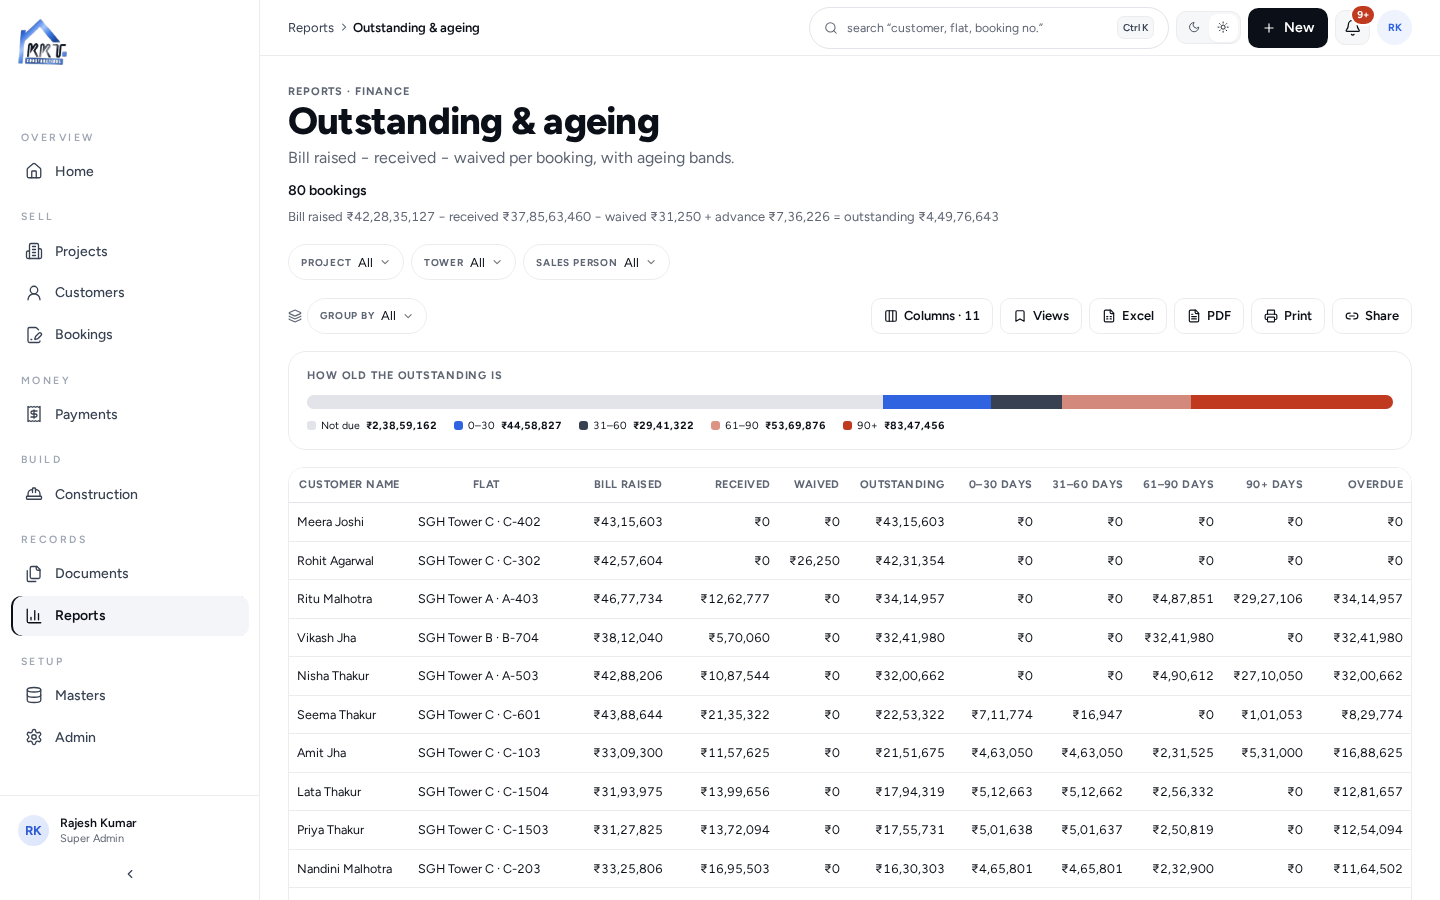 RKT
CONSTRUCTIONS
Reports > Outstanding & ageing
search “customer, flat, booking no.”
Ctrl K
New
9+
RK
OVERVIEW
Home
SELL
Projects
Customers
Bookings
MONEY
Payments
BUILD
Construction
RECORDS
Documents
Reports
SETUP
Masters
Admin
RK
Rajesh Kumar
Super Admin
REPORTS · FINANCE
Outstanding & ageing
Bill raised − received − waived per booking, with ageing bands.
80 bookings
Bill raised ₹42,28,35,127 − received ₹37,85,63,460 − waived ₹31,250 + advance ₹7,36,226 = outstanding ₹4,49,76,643
PROJECT All
TOWER All
SALES PERSON All
GROUP BY All
Columns · 11
Views
Excel
PDF
Print
Share
HOW OLD THE OUTSTANDING IS
Not due ₹2,38,59,162 0–30 ₹44,58,827 31–60 ₹29,41,322 61–90 ₹53,69,876 90+ ₹83,47,456
CUSTOMER NAME FLAT BILL RAISED RECEIVED WAIVED OUTSTANDING 0–30 DAYS 31–60 DAYS 61–90 DAYS 90+ DAYS OVERDUE
Meera Joshi SGH Tower C · C-402 ₹43,15,603 ₹0 ₹0 ₹43,15,603 ₹0 ₹0 ₹0 ₹0 ₹0
Rohit Agarwal SGH Tower C · C-302 ₹42,57,604 ₹0 ₹26,250 ₹42,31,354 ₹0 ₹0 ₹0 ₹0 ₹0
Ritu Malhotra SGH Tower A · A-403 ₹46,77,734 ₹12,62,777 ₹0 ₹34,14,957 ₹0 ₹0 ₹4,87,851 ₹29,27,106 ₹34,14,957
Vikash Jha SGH Tower B · B-704 ₹38,12,040 ₹5,70,060 ₹0 ₹32,41,980 ₹0 ₹0 ₹32,41,980 ₹0 ₹32,41,980
Nisha Thakur SGH Tower A · A-503 ₹42,88,206 ₹10,87,544 ₹0 ₹32,00,662 ₹0 ₹0 ₹4,90,612 ₹27,10,050 ₹32,00,662
Seema Thakur SGH Tower C · C-601 ₹43,88,644 ₹21,35,322 ₹0 ₹22,53,322 ₹7,11,774 ₹16,947 ₹0 ₹1,01,053 ₹8,29,774
Amit Jha SGH Tower C · C-103 ₹33,09,300 ₹11,57,625 ₹0 ₹21,51,675 ₹4,63,050 ₹4,63,050 ₹2,31,525 ₹5,31,000 ₹16,88,625
Lata Thakur SGH Tower C · C-1504 ₹31,93,975 ₹13,99,656 ₹0 ₹17,94,319 ₹5,12,663 ₹5,12,662 ₹2,56,332 ₹0 ₹12,81,657
Priya Thakur SGH Tower C · C-1503 ₹31,27,825 ₹13,72,094 ₹0 ₹17,55,731 ₹5,01,638 ₹5,01,637 ₹2,50,819 ₹0 ₹12,54,094
Nandini Malhotra SGH Tower C · C-203 ₹33,25,806 ₹16,95,503 ₹0 ₹16,30,303 ₹4,65,801 ₹4,65,801 ₹2,32,900 ₹0 ₹11,64,502